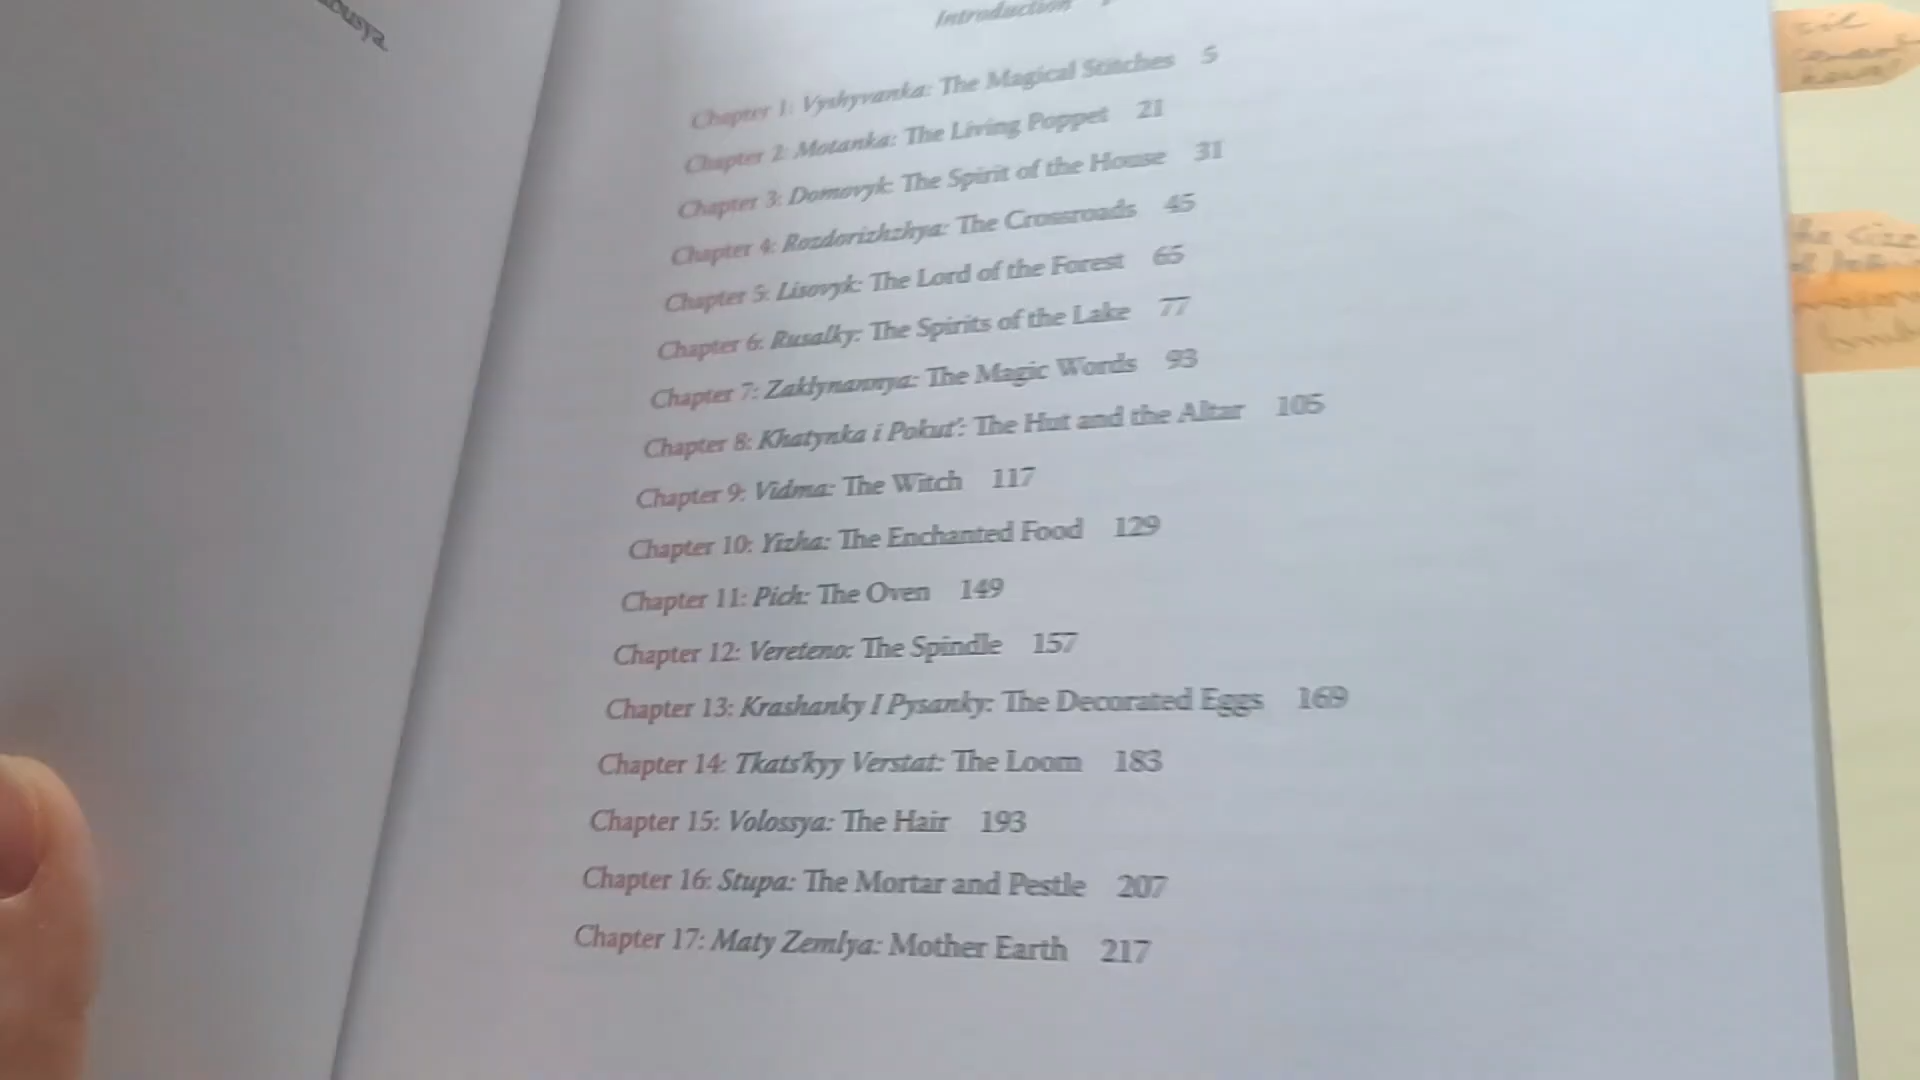 Introduction
Chapter 1: Vyshyvanka: The Magical Stitches 5
Chapter 2: Motanka: The Living Poppet 21
Chapter 3: Domovyk: The Spirit of the House 31
Chapter 4: Rozdorizhzhya: The Crossroads 45
Chapter 5: Lisovyk: The Lord of the Forest 65
Chapter 6: Rusalky: The Spirits of the Lake 77
Chapter 7: Zaklynannya: The Magic Words 93
Chapter 8: Khatynka i Pokut': The Hut and the Altar 105
Chapter 9: Vidma: The Witch 117
Chapter 10: Yizha: The Enchanted Food 129
Chapter 11: Pich: The Oven 149
Chapter 12: Vereteno: The Spindle 157
Chapter 13: Krashanky I Pysanky: The Decorated Eggs 169
Chapter 14: Tkats'kyy Verstat: The Loom 183
Chapter 15: Volossya: The Hair 193
Chapter 16: Stupa: The Mortar and Pestle 207
Chapter 17: Maty Zemlya: Mother Earth 217